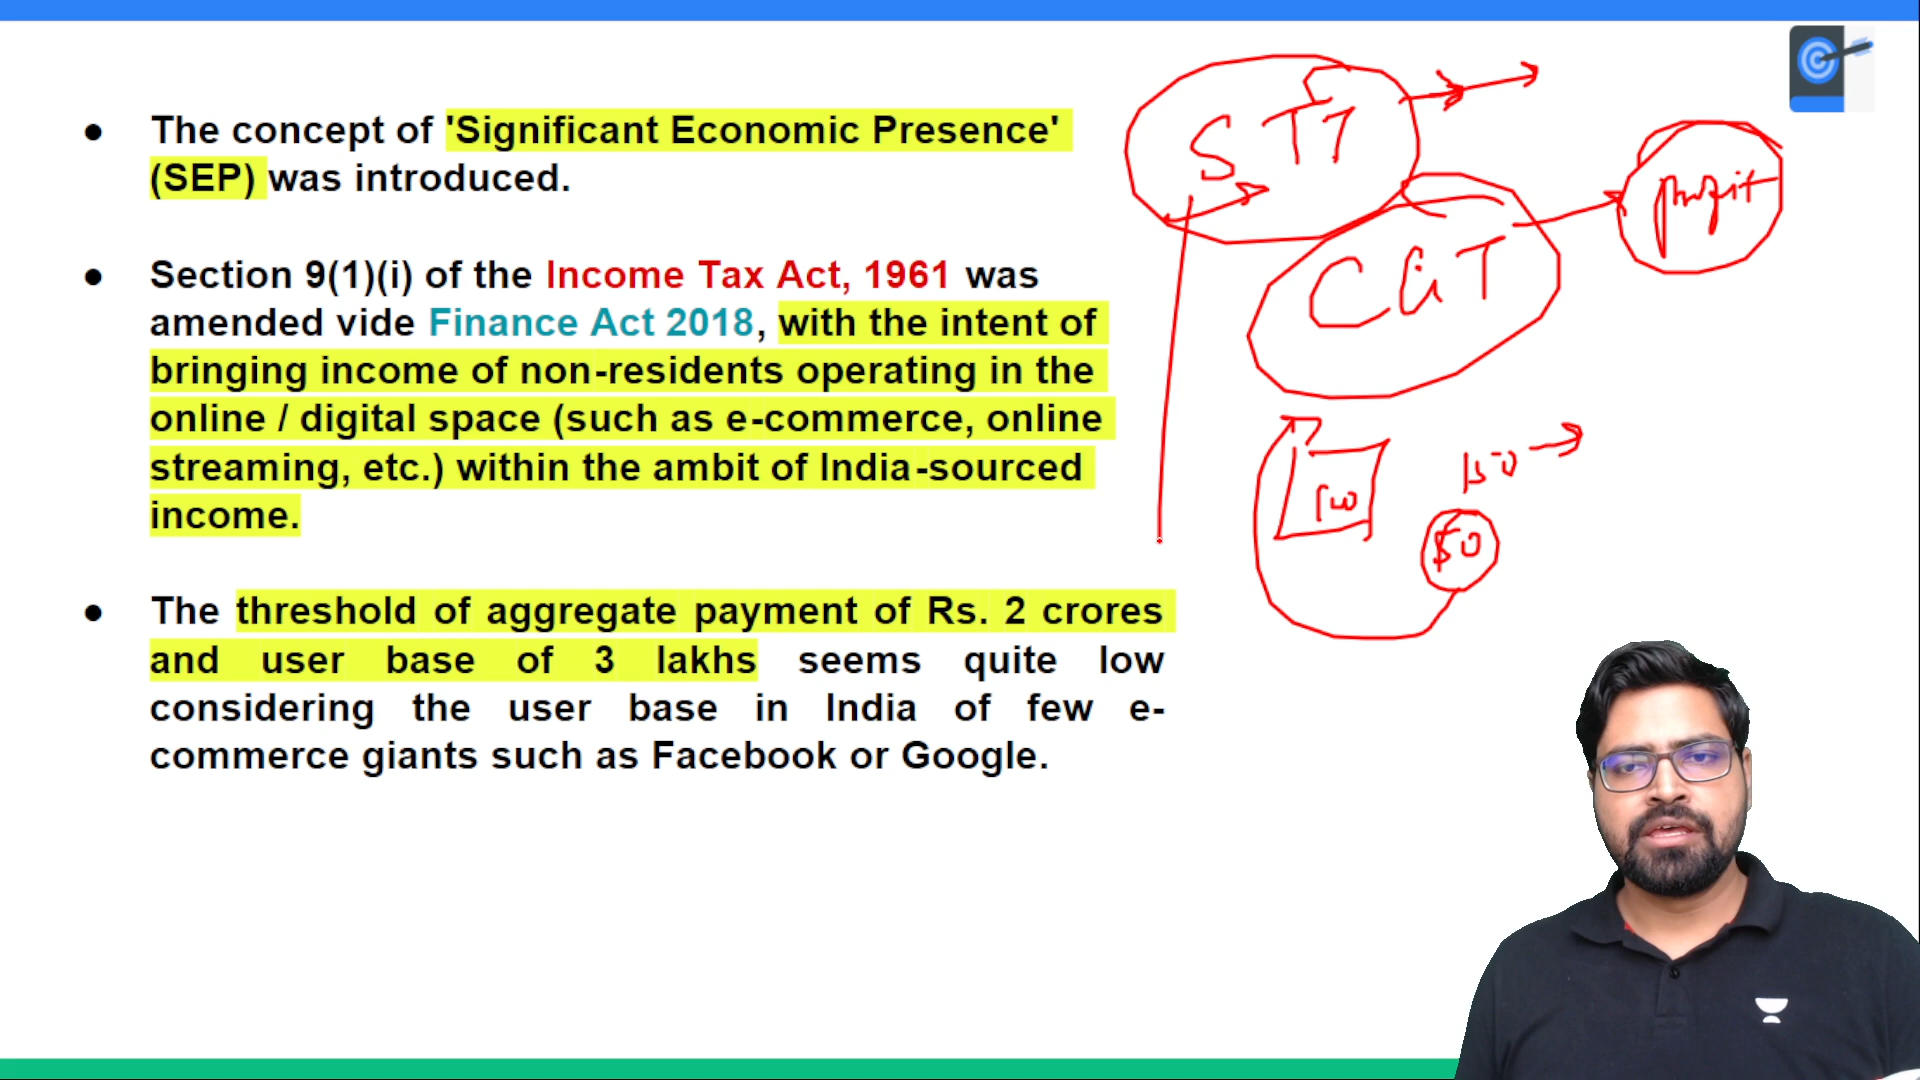 ● The concept of 'Significant Economic Presence'
(SEP) was introduced.
● Section 9(1)(i) of the Income Tax Act, 1961 was
amended vide Finance Act 2018, with the intent of
bringing income of non-residents operating in the
online / digital space (such as e-commerce, online
streaming, etc.) within the ambit of India-sourced
income.
● The threshold of aggregate payment of Rs. 2 crores
and user base of 3 lakhs seems quite low
considering the user base in India of few e-
commerce giants such as Facebook or Google.
STT
CGT
profit
100
150
50